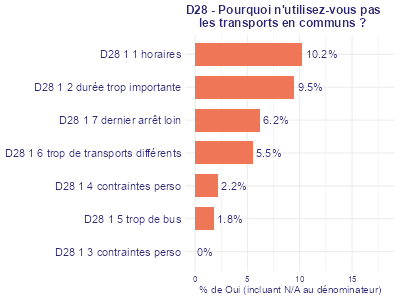 D28 - Pourquoi n'utilisez-vous pas
les transports en communs ?
D28 1 1 horaires 10.2%
D28 1 2 durée trop importante 9.5%
D28 1 7 dernier arrêt loin 6.2%
D28 1 6 trop de transports différents 5.5%
D28 1 4 contraintes perso 2.2%
D28 1 5 trop de bus 1.8%
D28 1 3 contraintes perso 0%
0 5 10 15
% de Oui (incluant N/A au dénominateur)